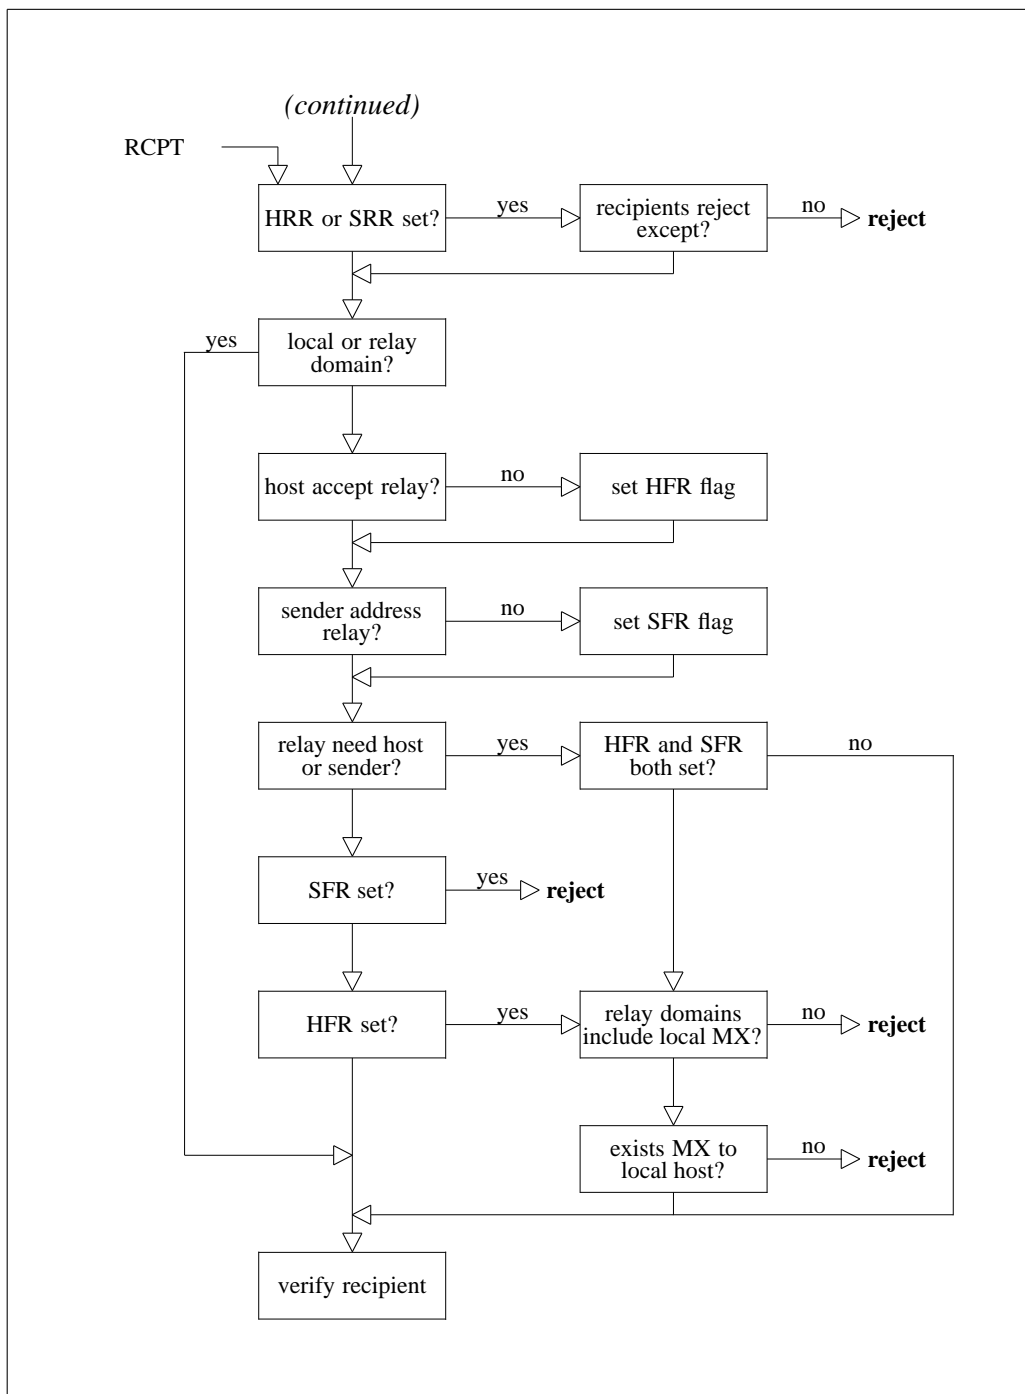 (continued)
RCPT
HRR or SRR set?
yes
recipients reject
except?
no
reject
yes
local or relay
domain?
host accept relay?
no
set HFR flag
sender address
relay?
no
set SFR flag
relay need host
or sender?
yes
HFR and SFR
both set?
no
SFR set?
yes
reject
HFR set?
yes
relay domains
include local MX?
no
reject
exists MX to
local host?
no
reject
verify recipient